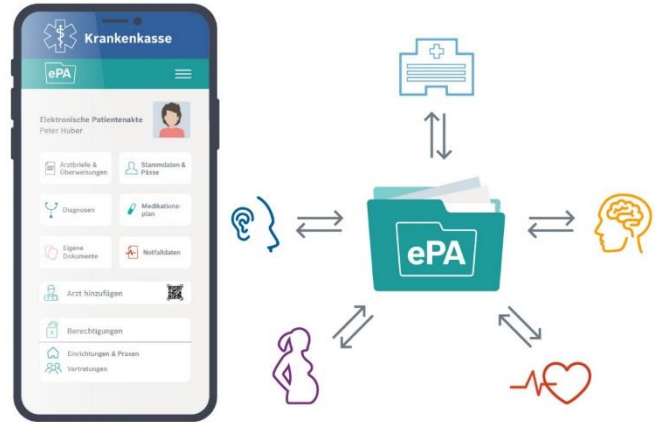 Krankenkasse
ePA
Elektronische Patientenakte
Peter Huber
Arztbriefe &
Überweisungen
Stammdaten &
Pässe
Diagnosen
Medikations-
plan
Eigene
Dokumente
Notfalldaten
Arzt hinzufügen
Berechtigungen
Einrichtungen & Praxen
Vertretungen
ePA